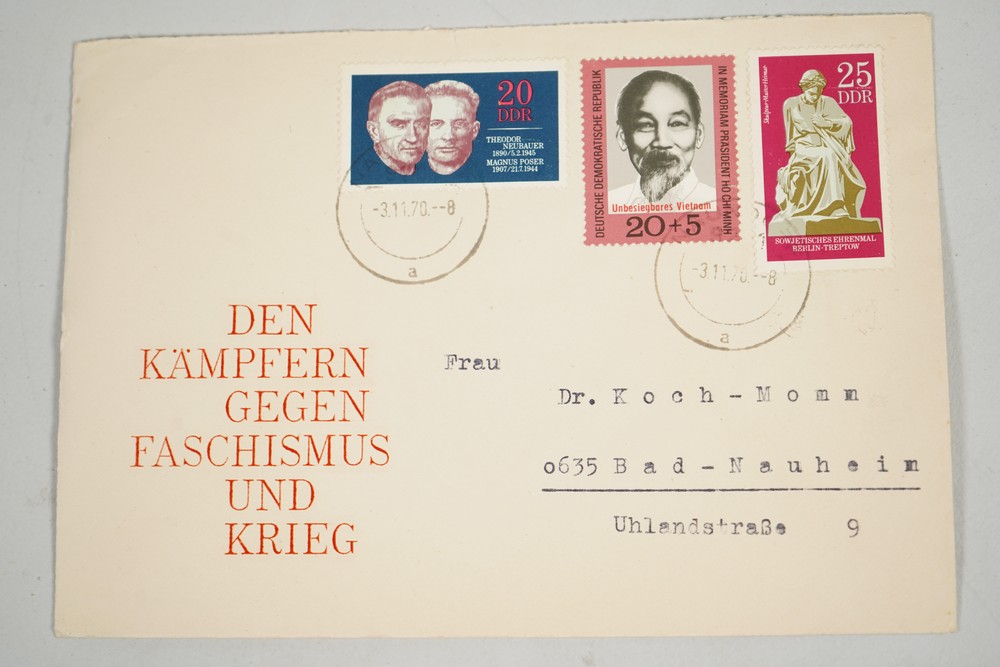 20
DDR
THEODOR
NEUBAUER
1890/5.2.1945
MAGNUS POSER
1907/21.7.1944
DEUTSCHE DEMOKRATISCHE REPUBLIK
IN MEMORIAM PRÄSIDENT HO CHI MINH
Unbesiegbares Vietnam
20+5
25
DDR
SOWJETISCHES EHRENMAL
BERLIN-TREPTOW
-3.11.70.--8
a
-3.11.70.--8
a
DEN
KÄMPFERN
GEGEN
FASCHISMUS
UND
KRIEG
Frau
Dr. Koch-Momm
o635 Bad-Nauheim
Uhlandstraße 9